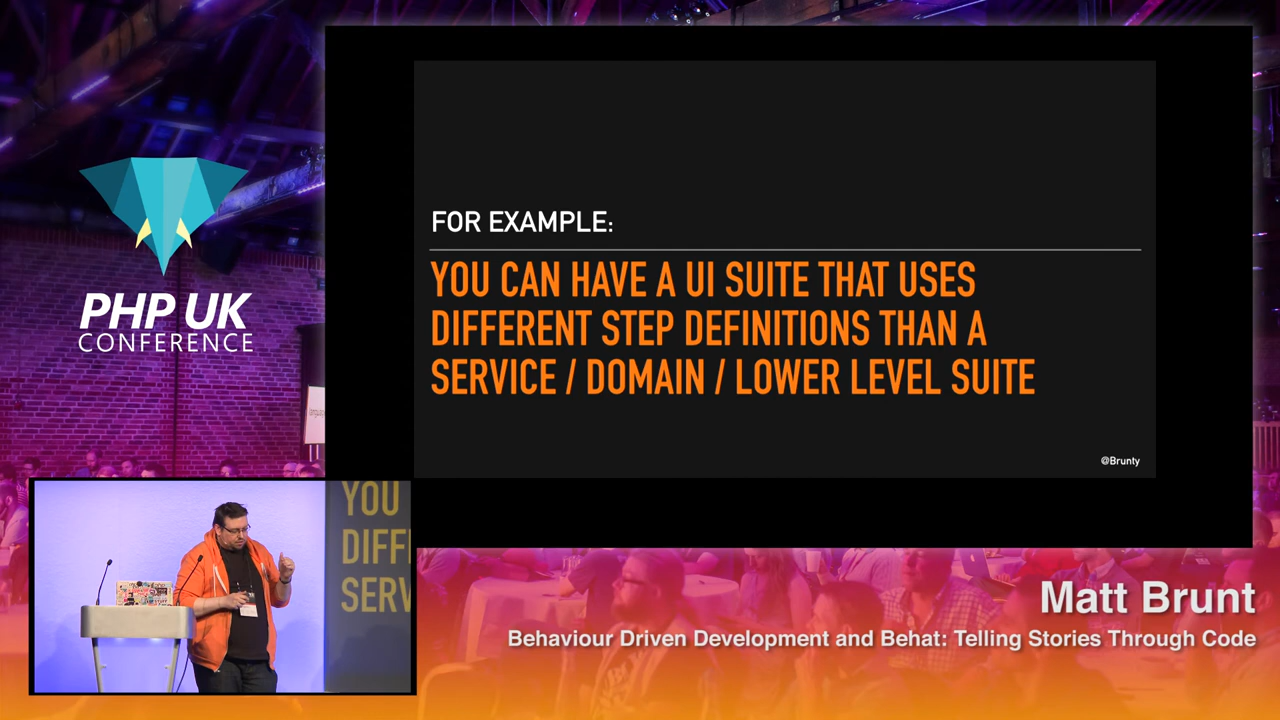 FOR EXAMPLE:
YOU CAN HAVE A UI SUITE THAT USES
DIFFERENT STEP DEFINITIONS THAN A
SERVICE / DOMAIN / LOWER LEVEL SUITE
@Brunty
PHP UK
CONFERENCE
YOU
DIFF
SERV
Matt Brunt
Behaviour Driven Development and Behat: Telling Stories Through Code